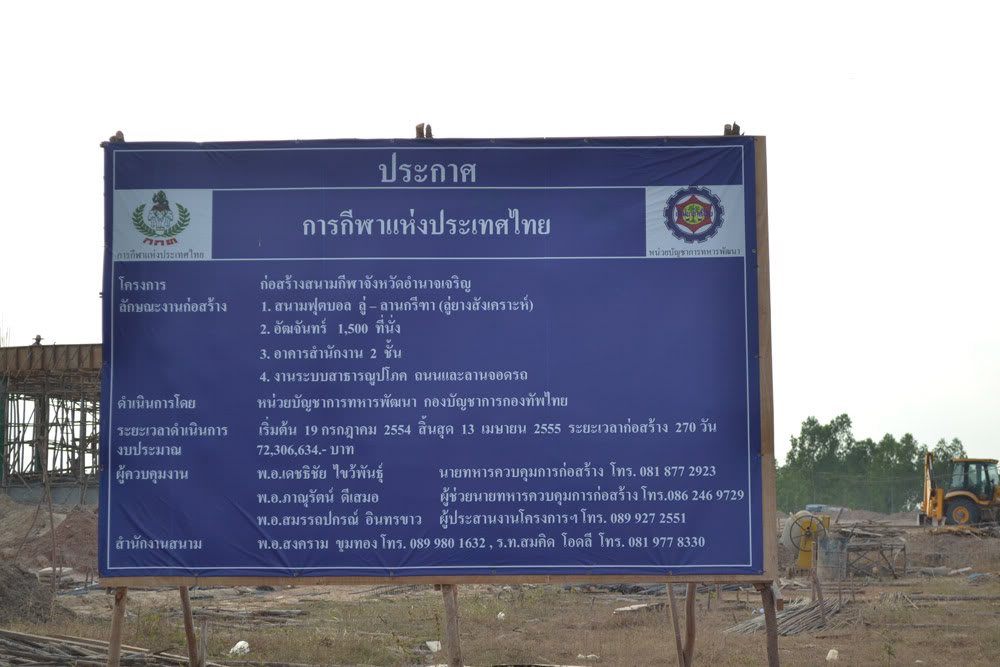 ประกาศ
กกท
การกีฬาแห่งประเทศไทย
การกีฬาแห่งประเทศไทย
หน่วยบัญชาการทหารพัฒนา
โครงการ ก่อสร้างสนามกีฬาจังหวัดอำนาจเจริญ
ลักษณะงานก่อสร้าง 1. สนามฟุตบอล ลู่ – ลานกรีฑา (ลู่ยางสังเคราะห์)
2. อัฒจันทร์ 1,500 ที่นั่ง
3. อาคารสำนักงาน 2 ชั้น
4. งานระบบสาธารณูปโภค ถนนและลานจอดรถ
ดำเนินการโดย หน่วยบัญชาการทหารพัฒนา กองบัญชาการกองทัพไทย
ระยะเวลาดำเนินการ เริ่มต้น 19 กรกฎาคม 2554 สิ้นสุด 13 เมษายน 2555 ระยะเวลาก่อสร้าง 270 วัน
งบประมาณ 72,306,634.- บาท
ผู้ควบคุมงาน พ.อ.เดชธิชัย ไขว้พันธุ์ นายทหารควบคุมการก่อสร้าง โทร. 081 877 2923
พ.อ.ภาณุรัตน์ ดีเสมอ ผู้ช่วยนายทหารควบคุมการก่อสร้าง โทร.086 246 9729
พ.อ.สมรรถปกรณ์ อินทรขาว ผู้ประสานงานโครงการฯ โทร. 089 927 2551
สำนักงานสนาม พ.อ.สงคราม ขุมทอง โทร. 089 980 1632 , ร.ท.สมคิด โอดลี โทร. 081 977 8330